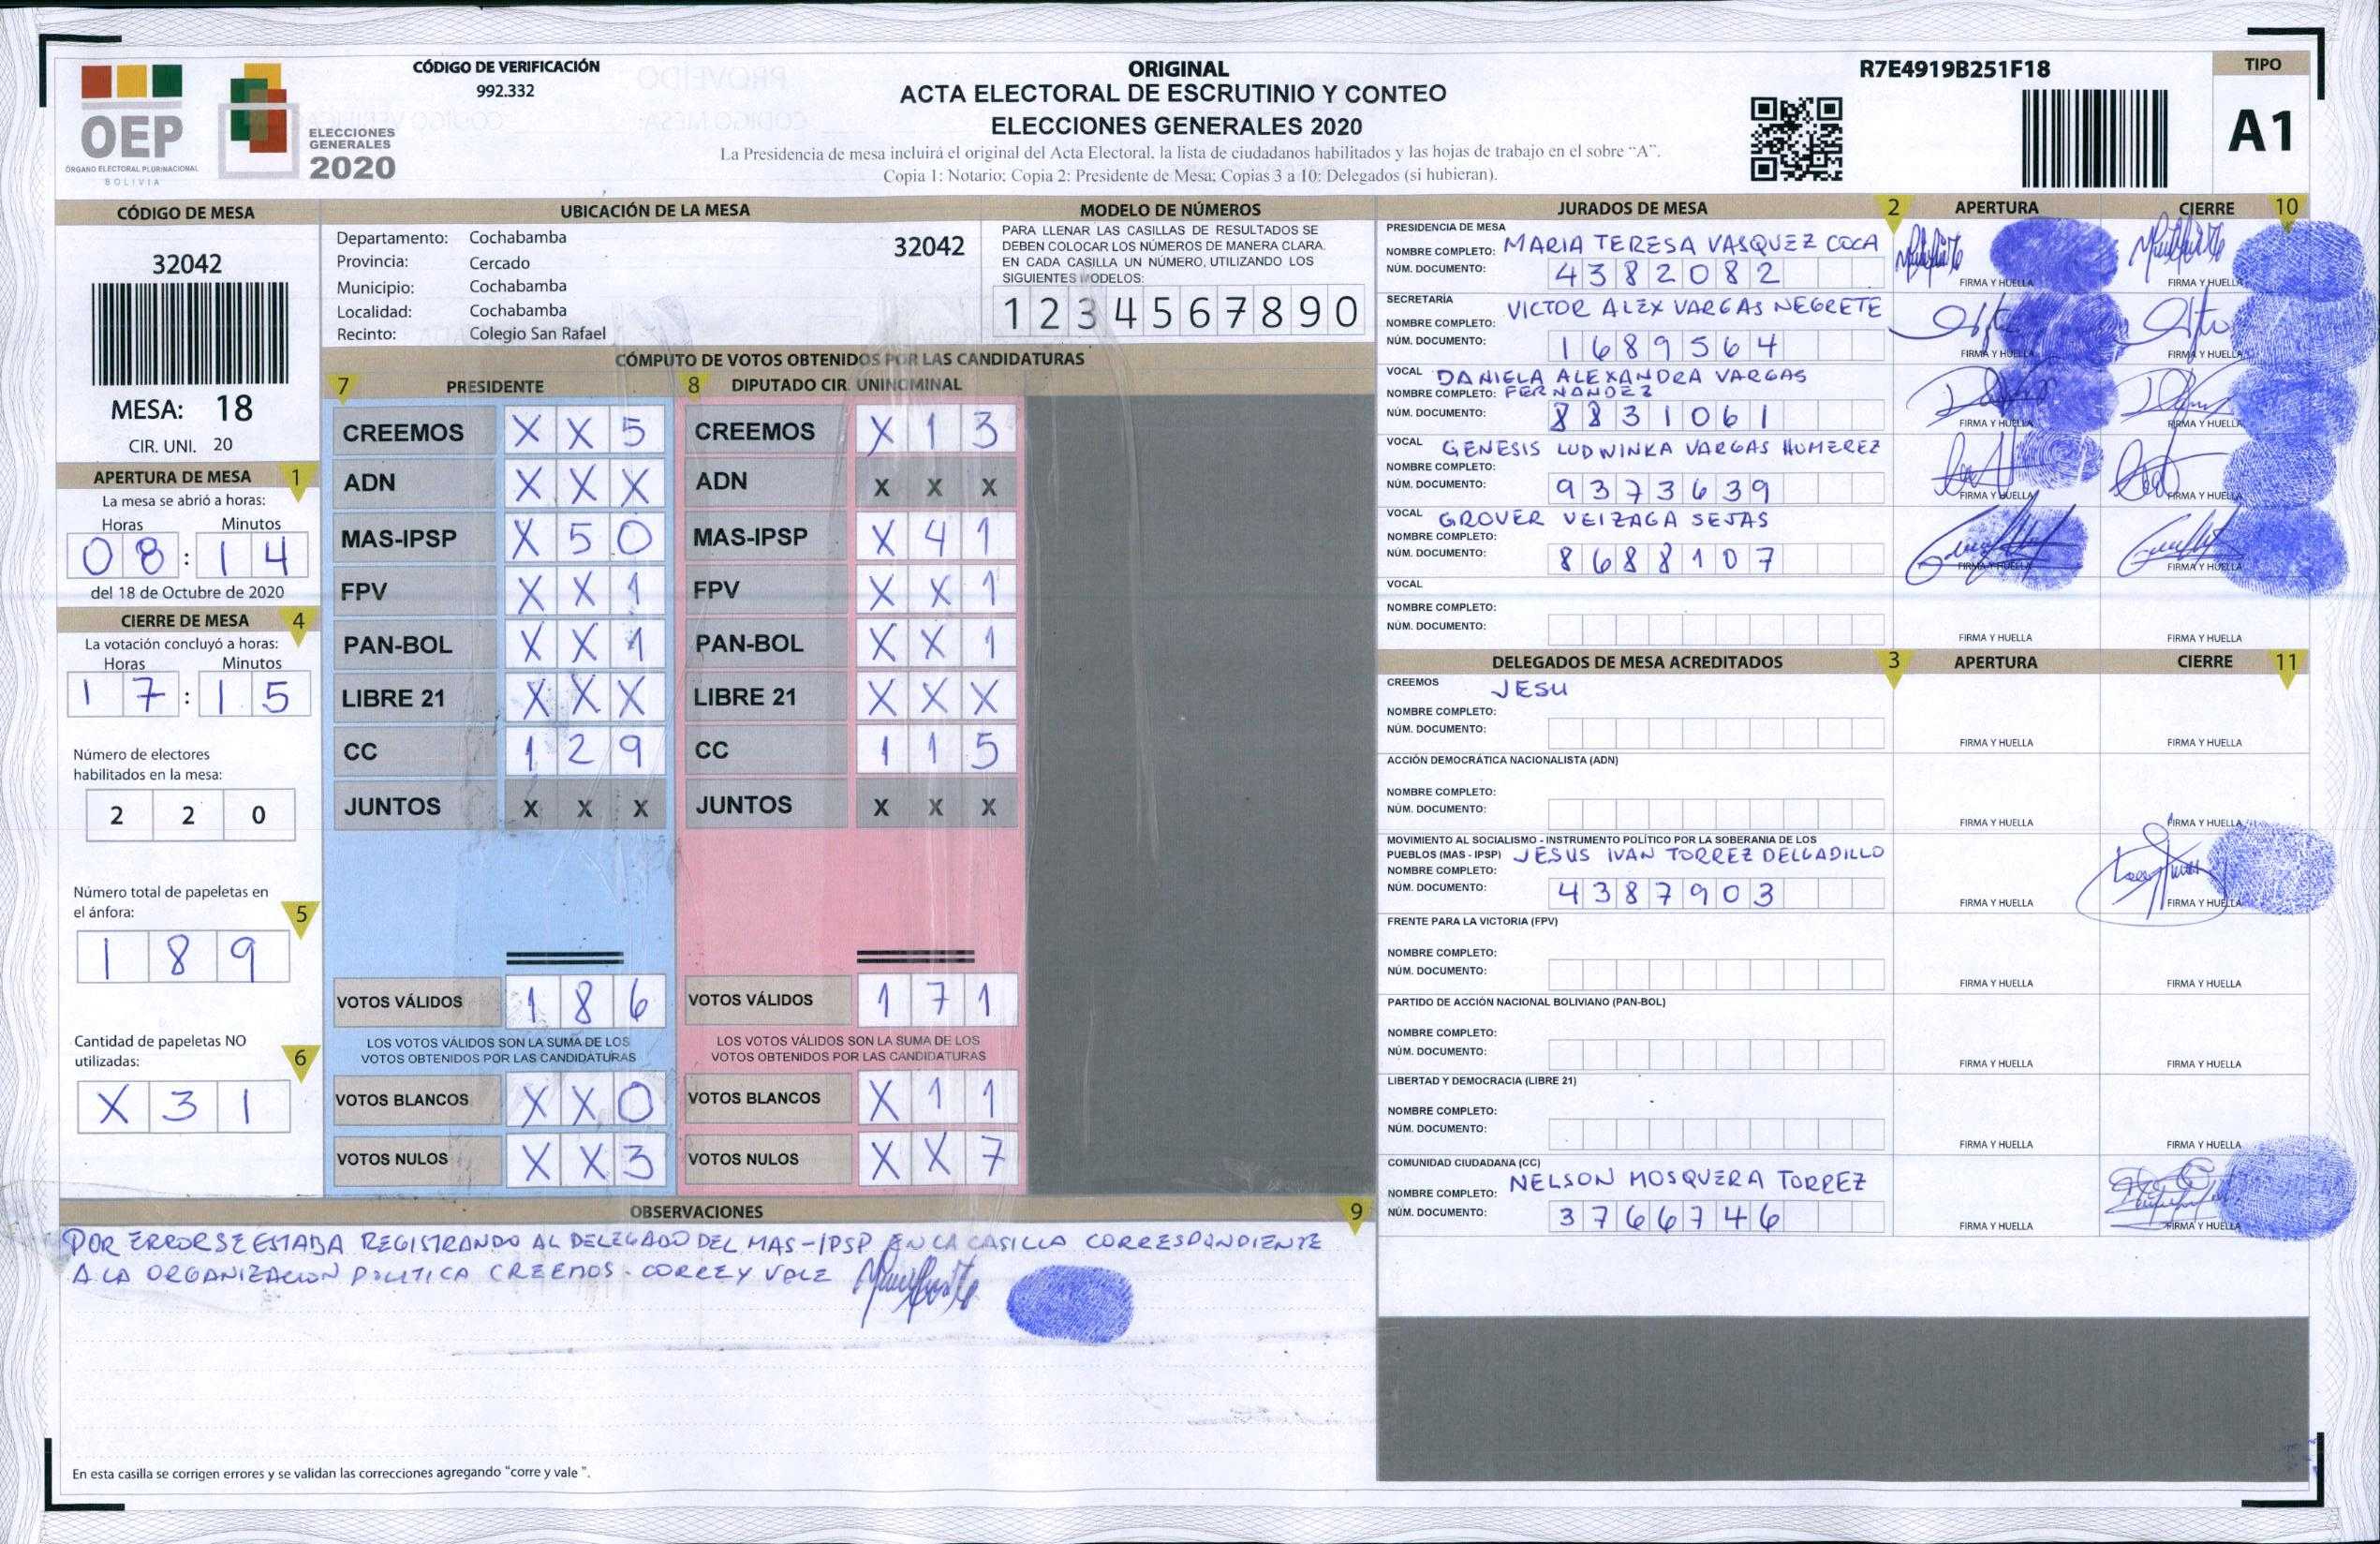 OEP
ÓRGANO ELECTORAL PLURINACIONAL
BOLIVIA
ELECCIONES
GENERALES
2020
CÓDIGO DE VERIFICACIÓN
992.332
ORIGINAL
ACTA ELECTORAL DE ESCRUTINIO Y CONTEO
ELECCIONES GENERALES 2020
La Presidencia de mesa incluirá el original del Acta Electoral, la lista de ciudadanos habilitados y las hojas de trabajo en el sobre “A”.
Copia 1: Notario; Copia 2: Presidente de Mesa; Copias 3 a 10: Delegados (si hubieran).
R7E4919B251F18
TIPO
A1
CÓDIGO DE MESA
32042
MESA: 18
CIR. UNI. 20
APERTURA DE MESA 1
La mesa se abrió a horas:
Horas Minutos
08:14
del 18 de Octubre de 2020
CIERRE DE MESA 4
La votación concluyó a horas:
Horas Minutos
17:15
Número de electores
habilitados en la mesa:
2 2 0
Número total de papeletas en
el ánfora: 5
1 8 9
Cantidad de papeletas NO
utilizadas: 6
X 3 1
UBICACIÓN DE LA MESA
Departamento: Cochabamba 32042
Provincia: Cercado
Municipio: Cochabamba
Localidad: Cochabamba
Recinto: Colegio San Rafael
MODELO DE NÚMEROS
PARA LLENAR LAS CASILLAS DE RESULTADOS SE
DEBEN COLOCAR LOS NÚMEROS DE MANERA CLARA.
EN CADA CASILLA UN NÚMERO, UTILIZANDO LOS
SIGUIENTES MODELOS:
1 2 3 4 5 6 7 8 9 0
CÓMPUTO DE VOTOS OBTENIDOS POR LAS CANDIDATURAS
7 PRESIDENTE 8 DIPUTADO CIR. UNINOMINAL
CREEMOS X X 5 CREEMOS X 1 3
ADN X X X ADN X X X
MAS-IPSP X 5 0 MAS-IPSP X 4 1
FPV X X 1 FPV X X 1
PAN-BOL X X 1 PAN-BOL X X 1
LIBRE 21 X X X LIBRE 21 X X X
CC 1 2 9 CC 1 1 5
JUNTOS X X X JUNTOS X X X
VOTOS VÁLIDOS 1 8 6 VOTOS VÁLIDOS 1 7 1
LOS VOTOS VÁLIDOS SON LA SUMA DE LOS LOS VOTOS VÁLIDOS SON LA SUMA DE LOS
VOTOS OBTENIDOS POR LAS CANDIDATURAS VOTOS OBTENIDOS POR LAS CANDIDATURAS
VOTOS BLANCOS X X 0 VOTOS BLANCOS X 1 1
VOTOS NULOS X X 3 VOTOS NULOS X X 7
OBSERVACIONES 9
POR ERROR SE ESTABA REGISTRANDO AL DELEGADO DEL MAS-IPSP EN LA CASILLA CORRESPONDIENTE
A LA ORGANIZACION POLITICA CREEMOS - CORRE Y VALE
En esta casilla se corrigen errores y se validan las correcciones agregando "corre y vale ".
JURADOS DE MESA 2 APERTURA CIERRE 10
PRESIDENCIA DE MESA
NOMBRE COMPLETO: MARIA TERESA VASQUEZ COCA
NÚM. DOCUMENTO: 4382082 FIRMA Y HUELLA FIRMA Y HUELLA
SECRETARÍA
NOMBRE COMPLETO: VICTOR ALEX VARGAS NEGRETE
NÚM. DOCUMENTO: 1689564 FIRMA Y HUELLA FIRMA Y HUELLA
VOCAL DANIELA ALEXANDRA VARGAS
NOMBRE COMPLETO: FERNANDEZ
NÚM. DOCUMENTO: 8831061 FIRMA Y HUELLA FIRMA Y HUELLA
VOCAL GENESIS LUDWINKA VARGAS HUMEREZ
NOMBRE COMPLETO:
NÚM. DOCUMENTO: 9373639 FIRMA Y HUELLA FIRMA Y HUELLA
VOCAL GROVER VEIZAGA SEJAS
NOMBRE COMPLETO:
NÚM. DOCUMENTO: 8688107 FIRMA Y HUELLA FIRMA Y HUELLA
VOCAL
NOMBRE COMPLETO:
NÚM. DOCUMENTO: FIRMA Y HUELLA FIRMA Y HUELLA
DELEGADOS DE MESA ACREDITADOS 3 APERTURA CIERRE 11
CREEMOS JESU
NOMBRE COMPLETO:
NÚM. DOCUMENTO: FIRMA Y HUELLA FIRMA Y HUELLA
ACCIÓN DEMOCRÁTICA NACIONALISTA (ADN)
NOMBRE COMPLETO:
NÚM. DOCUMENTO: FIRMA Y HUELLA FIRMA Y HUELLA
MOVIMIENTO AL SOCIALISMO - INSTRUMENTO POLÍTICO POR LA SOBERANIA DE LOS
PUEBLOS (MAS - IPSP) JESUS IVAN TORREZ DELGADILLO
NOMBRE COMPLETO:
NÚM. DOCUMENTO: 4387903 FIRMA Y HUELLA FIRMA Y HUELLA
FRENTE PARA LA VICTORIA (FPV)
NOMBRE COMPLETO:
NÚM. DOCUMENTO: FIRMA Y HUELLA FIRMA Y HUELLA
PARTIDO DE ACCIÓN NACIONAL BOLIVIANO (PAN-BOL)
NOMBRE COMPLETO:
NÚM. DOCUMENTO: FIRMA Y HUELLA FIRMA Y HUELLA
LIBERTAD Y DEMOCRACIA (LIBRE 21)
NOMBRE COMPLETO:
NÚM. DOCUMENTO: FIRMA Y HUELLA FIRMA Y HUELLA
COMUNIDAD CIUDADANA (CC)
NOMBRE COMPLETO: NELSON MOSQUERA TORREZ
NÚM. DOCUMENTO: 3766746 FIRMA Y HUELLA FIRMA Y HUELLA